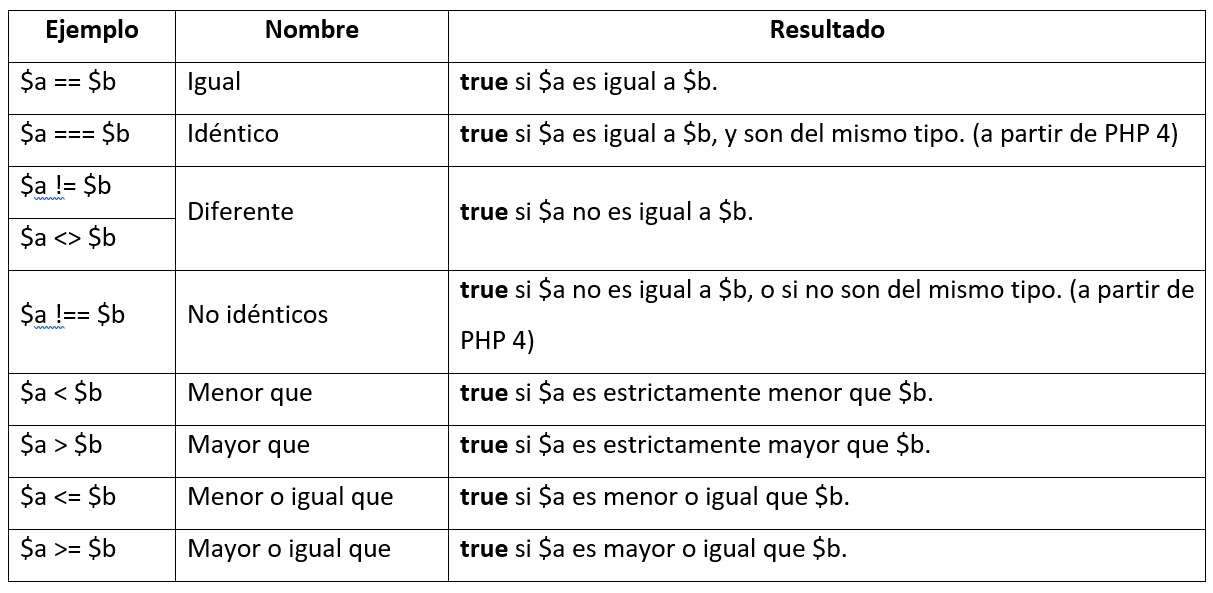 Ejemplo Nombre Resultado
$a == $b Igual true si $a es igual a $b.
$a === $b Idéntico true si $a es igual a $b, y son del mismo tipo. (a partir de PHP 4)
$a != $b
Diferente true si $a no es igual a $b.
$a <> $b
$a !== $b No idénticos true si $a no es igual a $b, o si no son del mismo tipo. (a partir de
PHP 4)
$a < $b Menor que true si $a es estrictamente menor que $b.
$a > $b Mayor que true si $a es estrictamente mayor que $b.
$a <= $b Menor o igual que true si $a es menor o igual que $b.
$a >= $b Mayor o igual que true si $a es mayor o igual que $b.